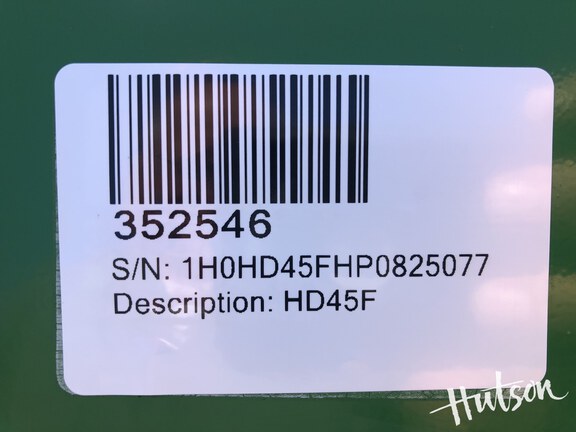 352546
S/N: 1H0HD45FHP0825077
Description: HD45F
Hutson